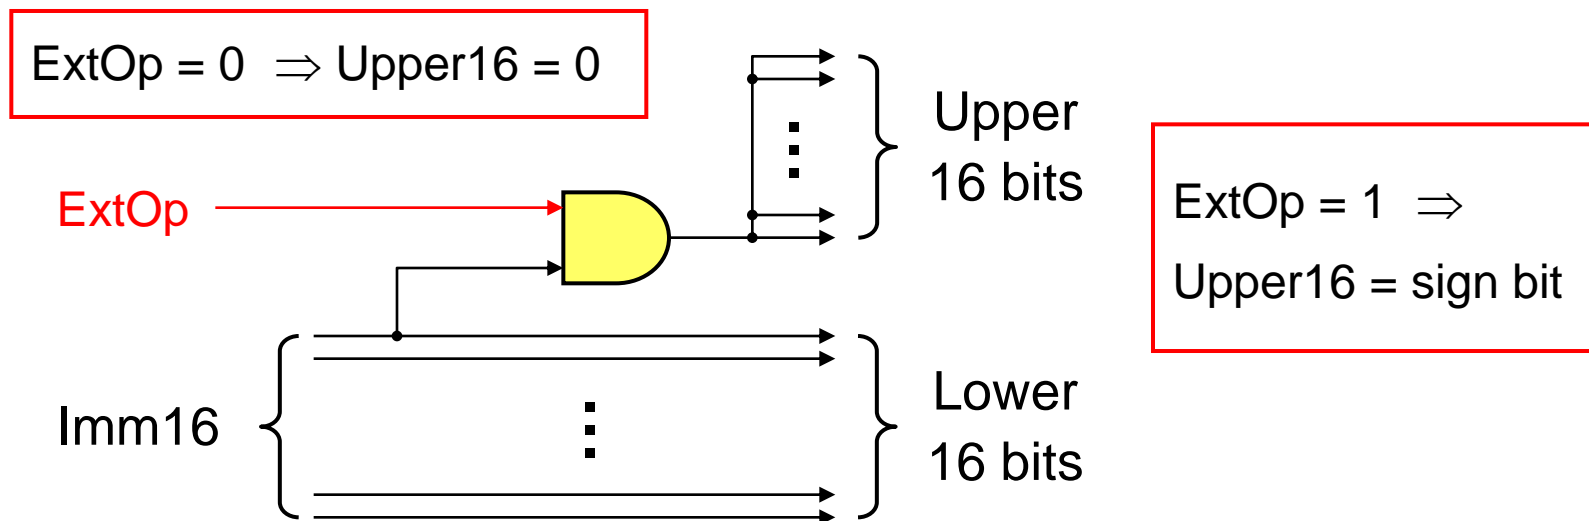 ExtOp = 0 ⇒ Upper16 = 0
Upper
16 bits
ExtOp
ExtOp = 1 ⇒
Upper16 = sign bit
Imm16
Lower
16 bits